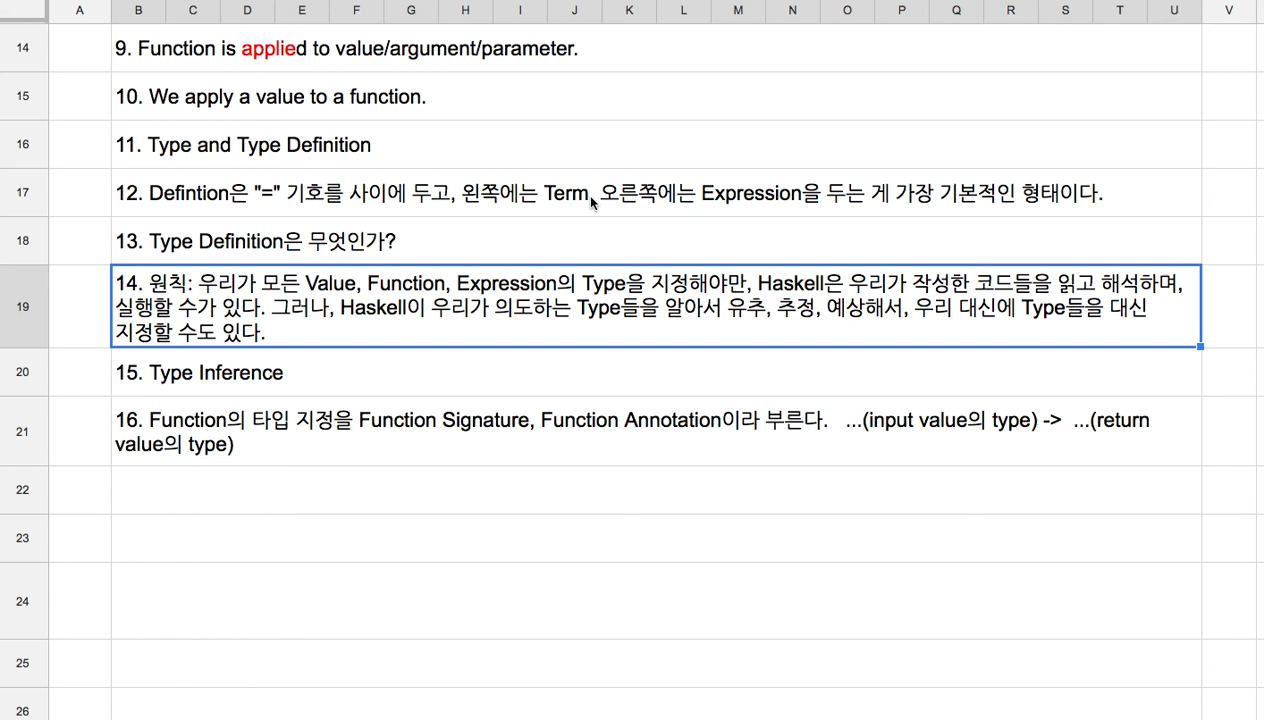 A B C D E F G H I J K L M N O P Q R S T U V
14 9. Function is applied to value/argument/parameter.
15 10. We apply a value to a function.
16 11. Type and Type Definition
17 12. Defintion은 "=" 기호를 사이에 두고, 왼쪽에는 Term, 오른쪽에는 Expression을 두는 게 가장 기본적인 형태이다.
18 13. Type Definition은 무엇인가?
19 14. 원칙: 우리가 모든 Value, Function, Expression의 Type을 지정해야만, Haskell은 우리가 작성한 코드들을 읽고 해석하며,
실행할 수가 있다. 그러나, Haskell이 우리가 의도하는 Type들을 알아서 유추, 추정, 예상해서, 우리 대신에 Type들을 대신
지정할 수도 있다.
20 15. Type Inference
21 16. Function의 타입 지정을 Function Signature, Function Annotation이라 부른다. ...(input value의 type) -> ...(return
value의 type)
22
23
24
25
26